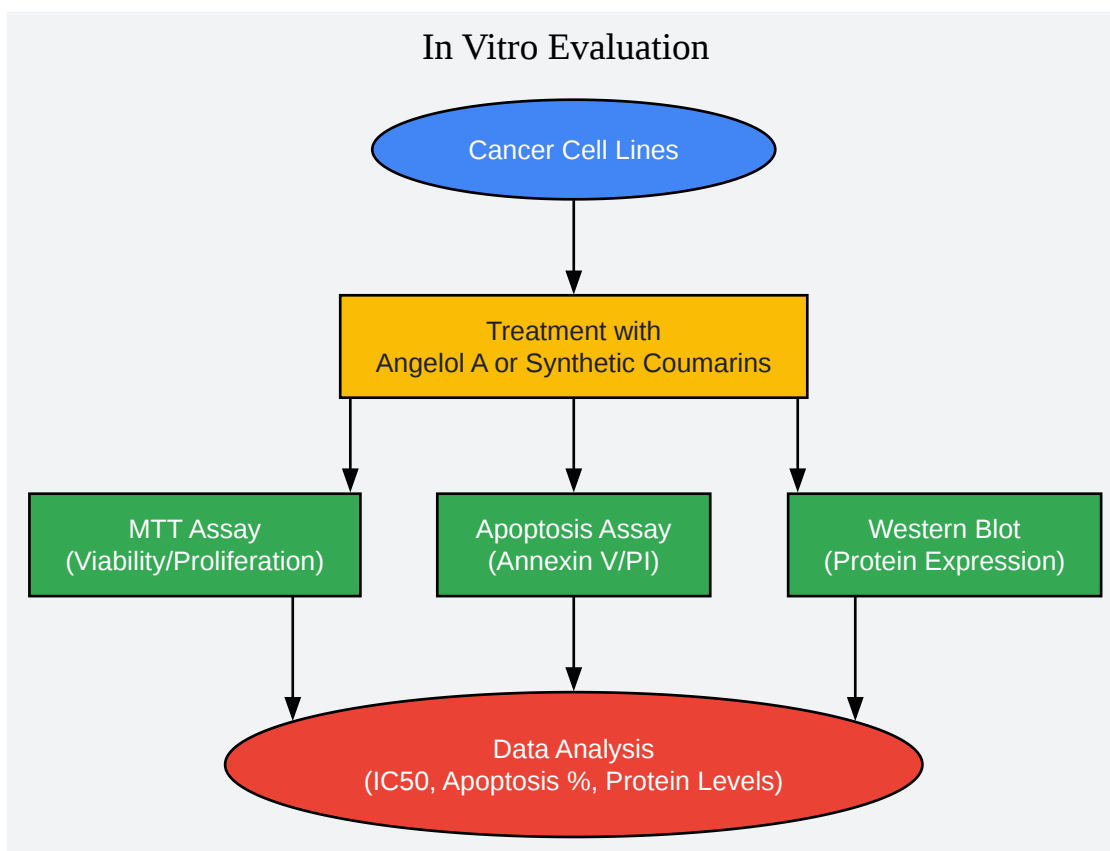 In Vitro Evaluation
Cancer Cell Lines
Treatment with
Angelol A or Synthetic Coumarins
MTT Assay
(Viability/Proliferation)
Apoptosis Assay
(Annexin V/PI)
Western Blot
(Protein Expression)
Data Analysis
(IC50, Apoptosis %, Protein Levels)